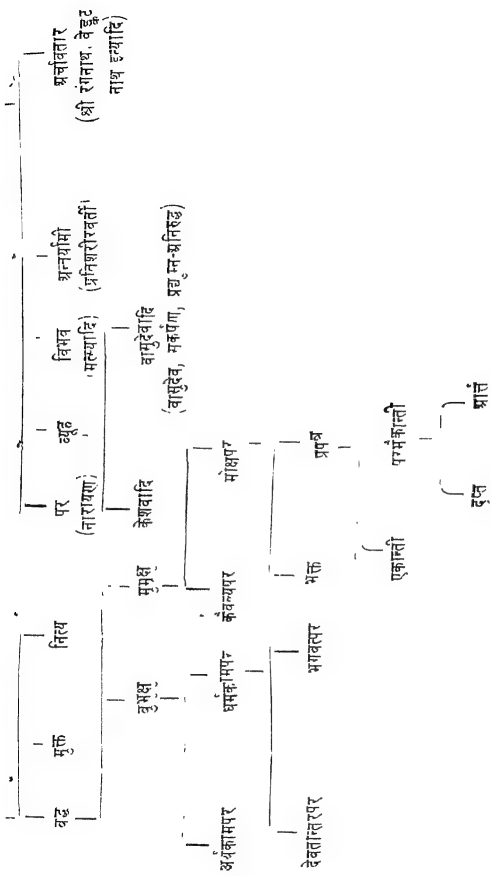 बद्ध
मुक्त
नित्य
पर
(नारायण)
व्यूह
विभव
(मत्स्यादि)
अन्तर्यामी
(प्रतिशरीरवर्ती)
अर्चावतार
(श्री रंगनाथ, वेङ्कट
नाथ इत्यादि)
बुभुक्षु
मुमुक्षु
केशवादि
वासुदेवादि
(वासुदेव, संकर्षण, प्रद्युम्न-अनिरुद्ध)
अर्थकामपर
धर्मकामपर
कैवल्यपर
मोक्षपर
देवतान्तरपर
भगवत्पर
भक्त
प्रपन्न
एकान्ती
परमैकान्ती
दृप्त
आर्त्त